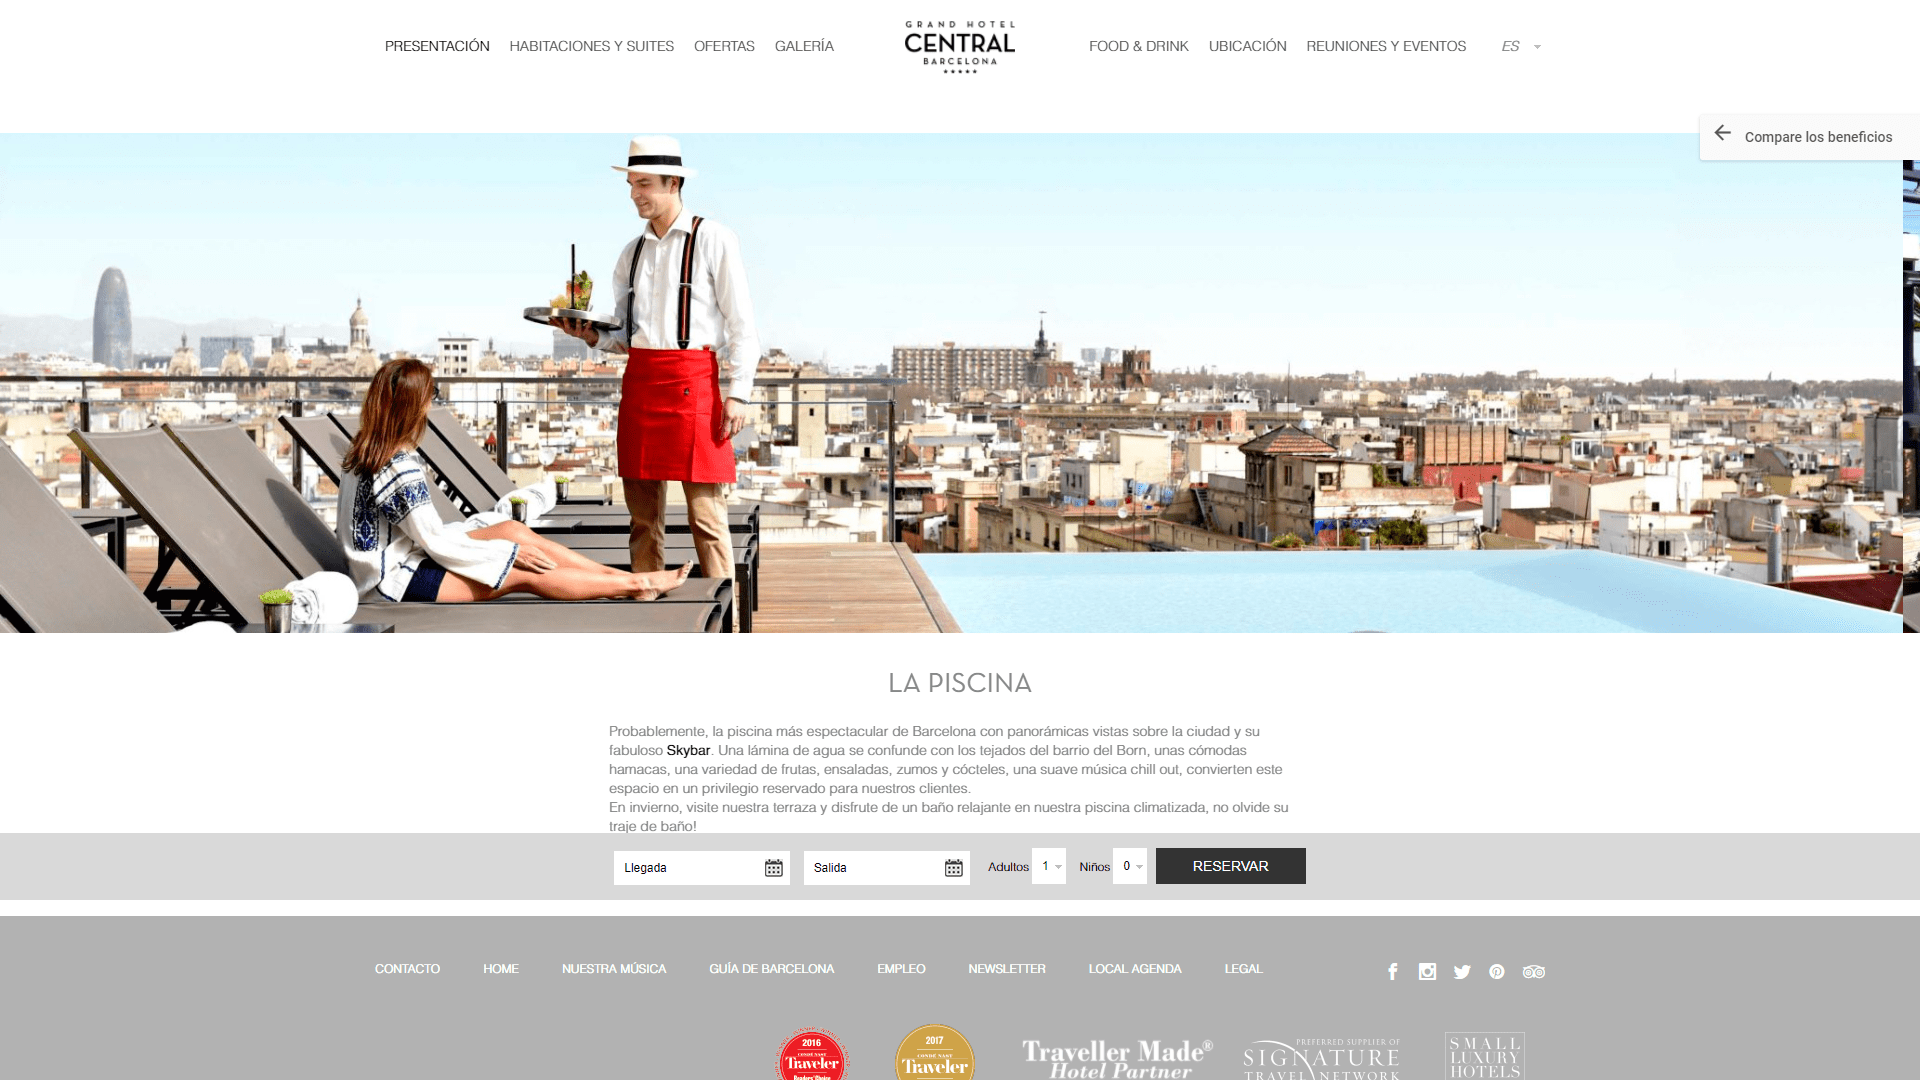 GRAND HOTEL
CENTRAL
BARCELONA
PRESENTACIÓN HABITACIONES Y SUITES OFERTAS GALERÍA
FOOD & DRINK UBICACIÓN REUNIONES Y EVENTOS ES
Compare los beneficios
LA PISCINA
Probablemente, la piscina más espectacular de Barcelona con panorámicas vistas sobre la ciudad y su
fabuloso Skybar. Una lámina de agua se confunde con los tejados del barrio del Born, unas cómodas
hamacas, una variedad de frutas, ensaladas, zumos y cócteles, una suave música chill out, convierten este
espacio en un privilegio reservado para nuestros clientes.
En invierno, visite nuestra terraza y disfrute de un baño relajante en nuestra piscina climatizada, no olvide su
traje de baño!
Llegada Salida Adultos 1 Niños 0 RESERVAR
CONTACTO HOME NUESTRA MÚSICA GUÍA DE BARCELONA EMPLEO NEWSLETTER LOCAL AGENDA LEGAL
2016
CONDÉ NAST
Traveler
Readers' Choice
2017
CONDÉ NAST
Traveler
Traveller Made®
Hotel Partner
PREFERRED SUPPLIER OF
SIGNATURE
TRAVEL NETWORK
SMALL
LUXURY
HOTELS